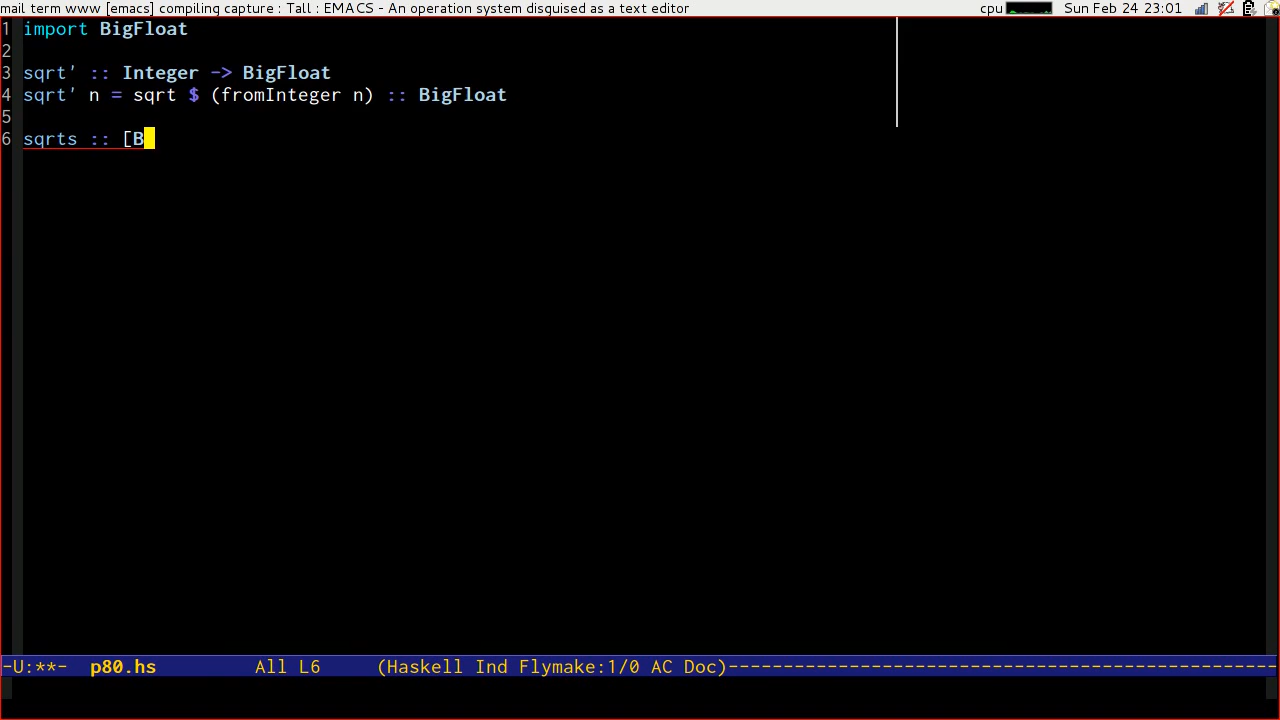 mail term www [emacs] compiling capture : Tall : EMACS - An operation system disguised as a text editor cpu Sun Feb 24 23:01
1 import BigFloat
2
3 sqrt' :: Integer -> BigFloat
4 sqrt' n = sqrt $ (fromInteger n) :: BigFloat
5
6 sqrts :: [B
-U:**- p80.hs All L6 (Haskell Ind Flymake:1/0 AC Doc)--------------------------------------------------